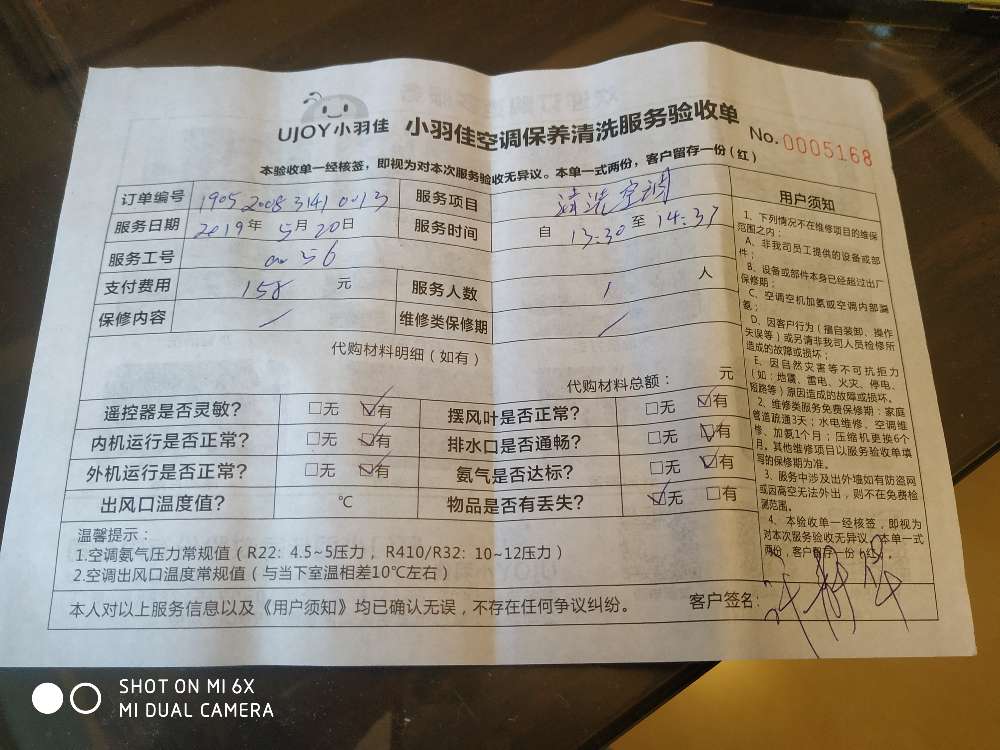 UJOY小羽佳 小羽佳空调保养清洗服务验收单 No.0005168
本验收单一经核签，即视为对本次服务验收无异议。本单一式两份，客户留存一份（红）
订单编号 1905 2008 3141 0013 服务项目 清洗空调
服务日期 2019年 5月 20日 服务时间 自 13:30 至 14:37
服务工号 56
支付费用 158 元 服务人数 1 人
保修内容 / 维修类保修期 /
代购材料明细（如有）
代购材料总额： 元
遥控器是否灵敏? □无 ☑有 摆风叶是否正常? □无 ☑有
内机运行是否正常? □无 ☑有 排水口是否通畅? □无 ☑有
外机运行是否正常? □无 ☑有 氨气是否达标? □无 ☑有
出风口温度值? ℃ 物品是否有丢失? ☑无 □有
温馨提示：
1.空调氨气压力常规值（R22: 4.5~5压力，R410/R32: 10~12压力）
2.空调出风口温度常规值（与当下室温相差10℃左右）
本人对以上服务信息以及《用户须知》均已确认无误，不存在任何争议纠纷。 客户签名：
用户须知
1、下列情况不在维修项目的维保
范围之内：
A、非我司员工提供的设备或部
件；
B、设备或部件本身已经超过出厂
保修期；
C、空调空机加氨或空调内部漏
氨；
D、因客户行为（擅自装卸、操作
失误等）或另请非我司人员检修所
造成的故障或损坏；
E、因自然灾害等不可抗拒力
（如：地震、雷电、火灾、停电、
短路等）原因造成的故障或损坏。
2、维修类服务免费保修期：家庭
管道疏通3天；水电维修、空调维
修、加氨1个月；压缩机更换6个
月。其他维修项目以服务验收单填
写的保修期为准。
3、服务中涉及出外墙如有防盗网
或因高空无法外出，则不在免费检
测范围。
4、本验收单一经核签，即视为
对本次服务验收无异议。本单一式
两份，客户留存一份（红）。
SHOT ON MI 6X
MI DUAL CAMERA